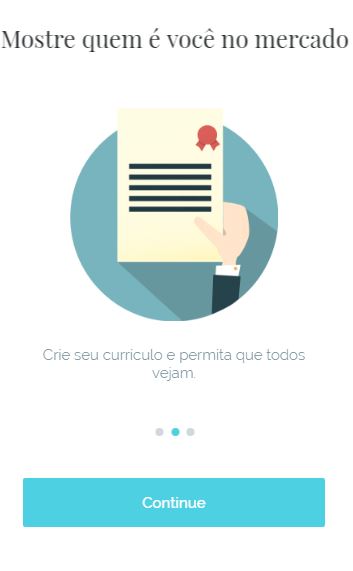 Mostre quem é você no mercado
Crie seu curriculo e permita que todos
vejam.
Continue